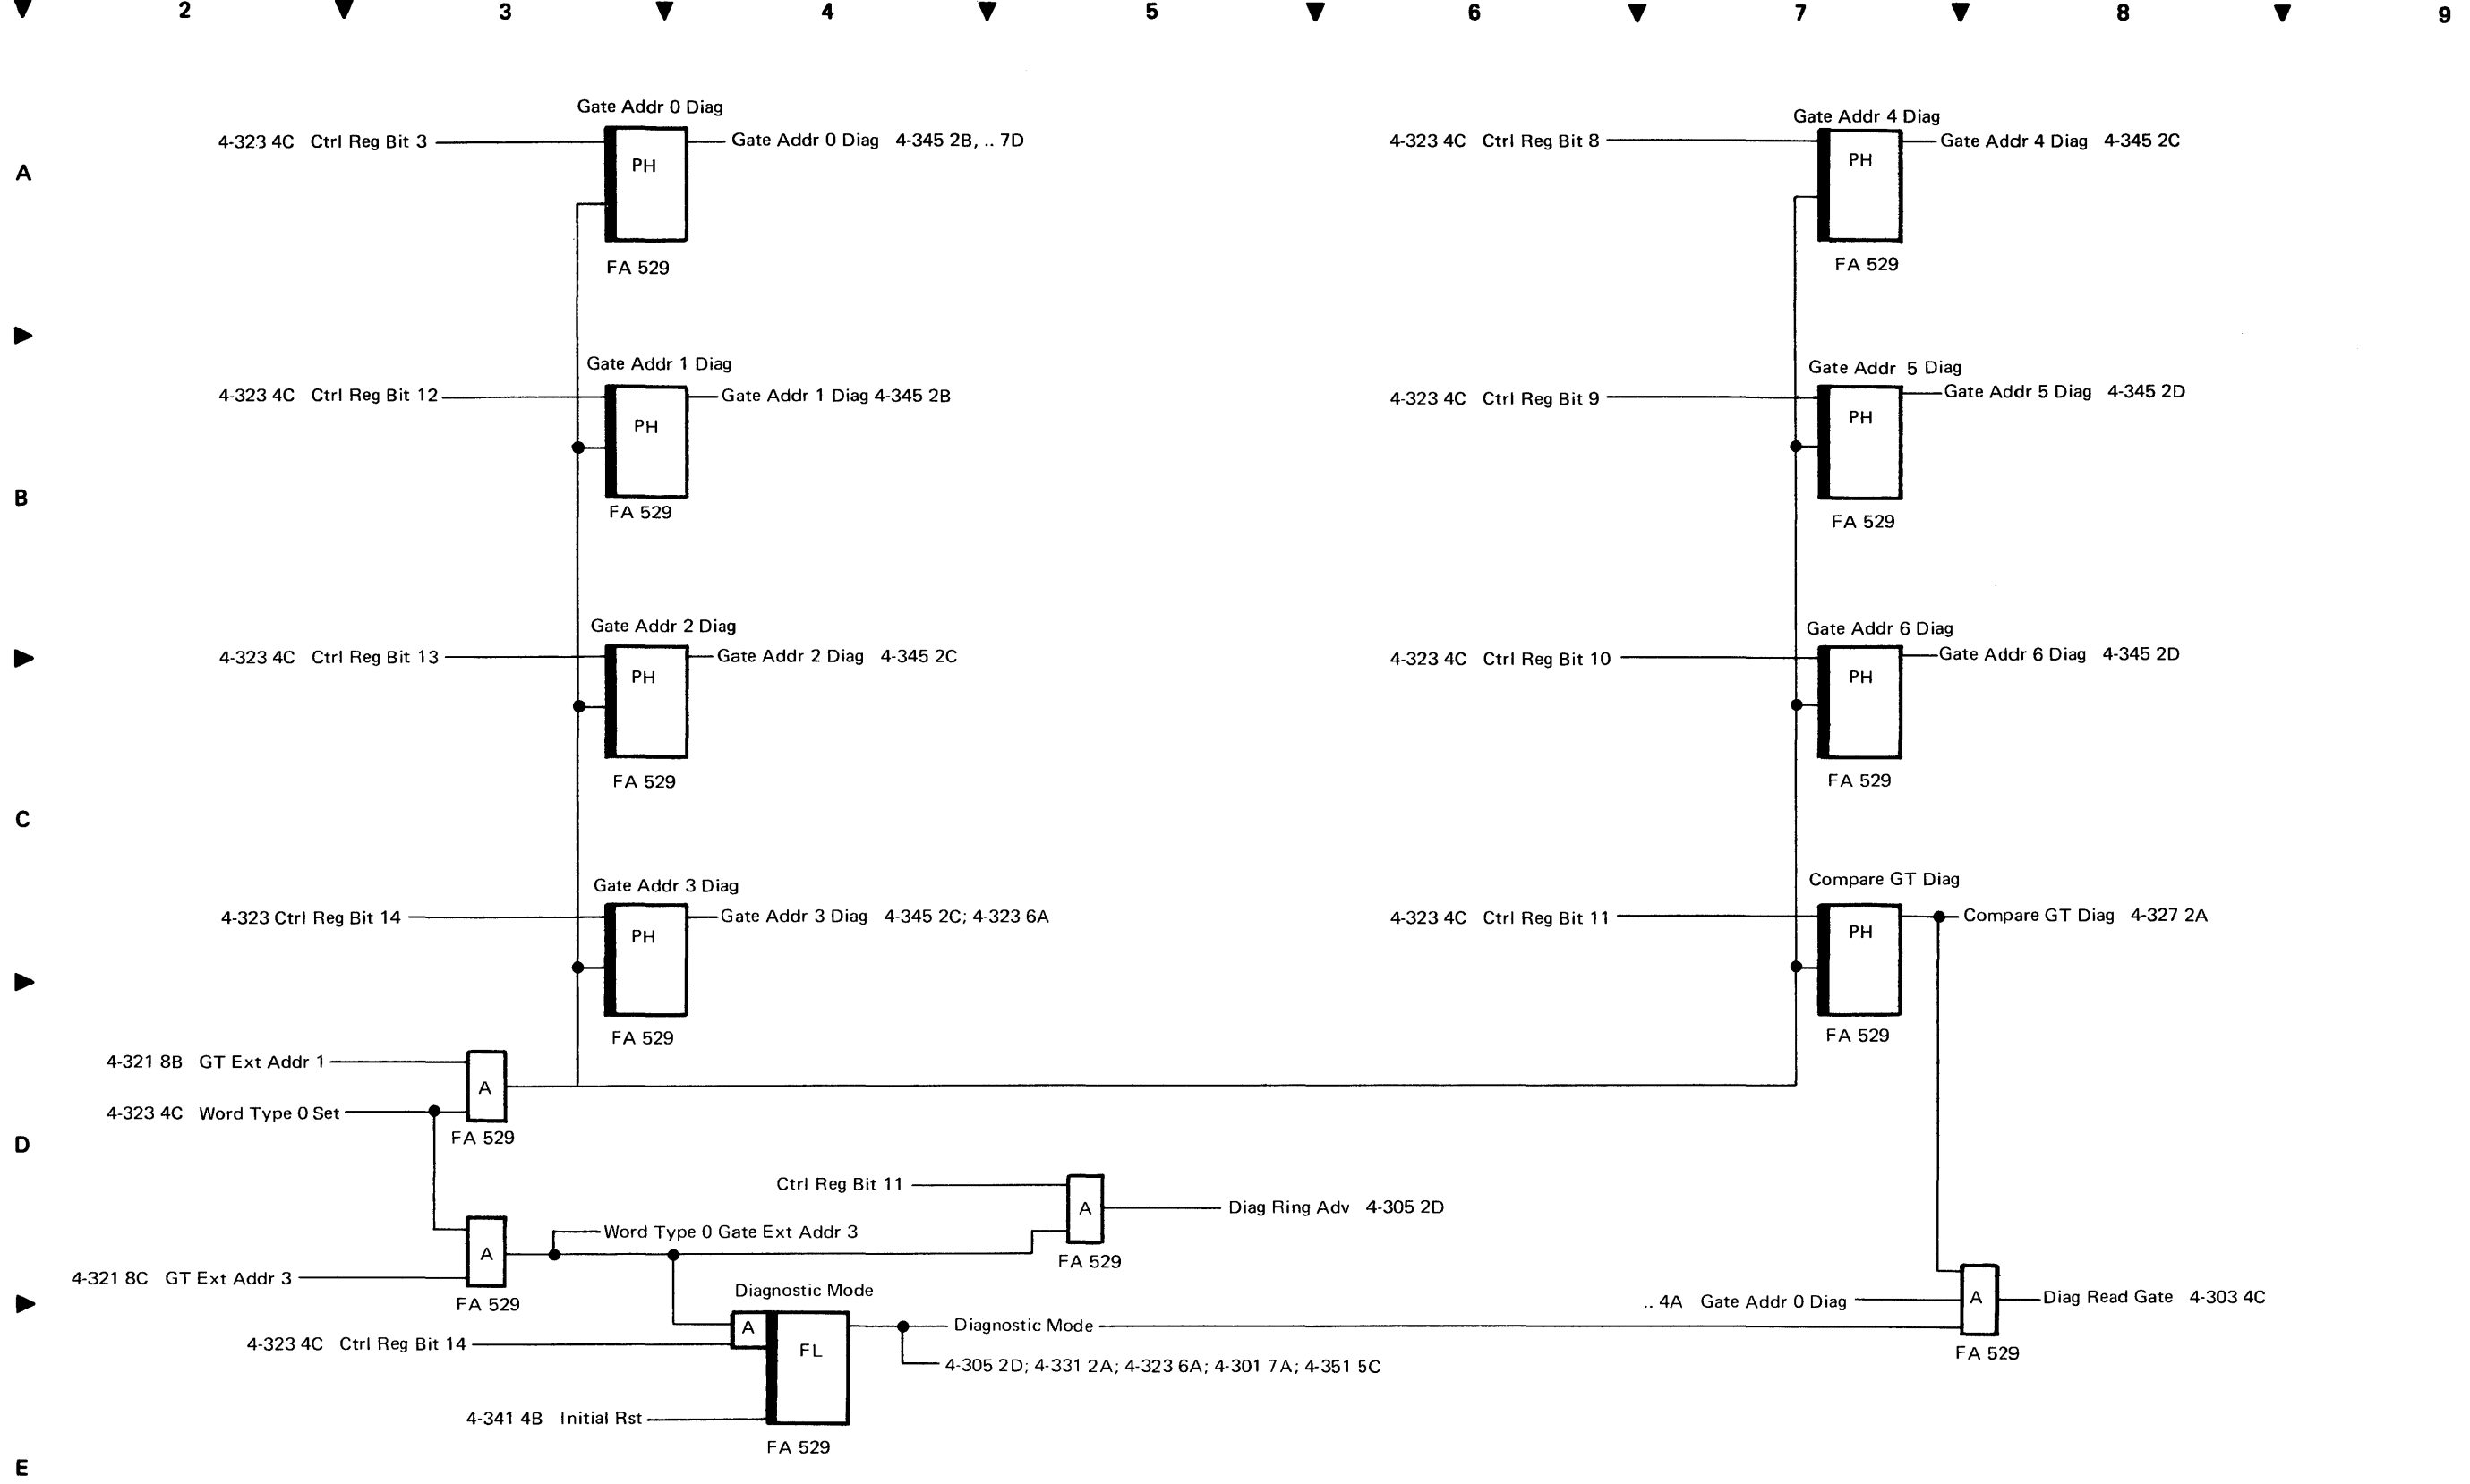 2 3 4 5 6 7 8 9
Gate Addr 0 Diag
4-323 4C Ctrl Reg Bit 3
PH
Gate Addr 0 Diag 4-345 2B, .. 7D
FA 529
Gate Addr 4 Diag
4-323 4C Ctrl Reg Bit 8
PH
Gate Addr 4 Diag 4-345 2C
FA 529
A
Gate Addr 1 Diag
4-323 4C Ctrl Reg Bit 12
PH
Gate Addr 1 Diag 4-345 2B
FA 529
Gate Addr 5 Diag
4-323 4C Ctrl Reg Bit 9
PH
Gate Addr 5 Diag 4-345 2D
FA 529
B
Gate Addr 2 Diag
4-323 4C Ctrl Reg Bit 13
PH
Gate Addr 2 Diag 4-345 2C
FA 529
Gate Addr 6 Diag
4-323 4C Ctrl Reg Bit 10
PH
Gate Addr 6 Diag 4-345 2D
FA 529
C
Gate Addr 3 Diag
4-323 Ctrl Reg Bit 14
PH
Gate Addr 3 Diag 4-345 2C; 4-323 6A
FA 529
Compare GT Diag
4-323 4C Ctrl Reg Bit 11
PH
Compare GT Diag 4-327 2A
FA 529
4-321 8B GT Ext Addr 1
A
4-323 4C Word Type 0 Set
FA 529
D
Ctrl Reg Bit 11
A
Diag Ring Adv 4-305 2D
FA 529
Word Type 0 Gate Ext Addr 3
A
4-321 8C GT Ext Addr 3
FA 529
Diagnostic Mode
A
FL
4-323 4C Ctrl Reg Bit 14
Diagnostic Mode
4-305 2D; 4-331 2A; 4-323 6A; 4-301 7A; 4-351 5C
4-341 4B Initial Rst
FA 529
.. 4A Gate Addr 0 Diag
A
Diag Read Gate 4-303 4C
FA 529
E